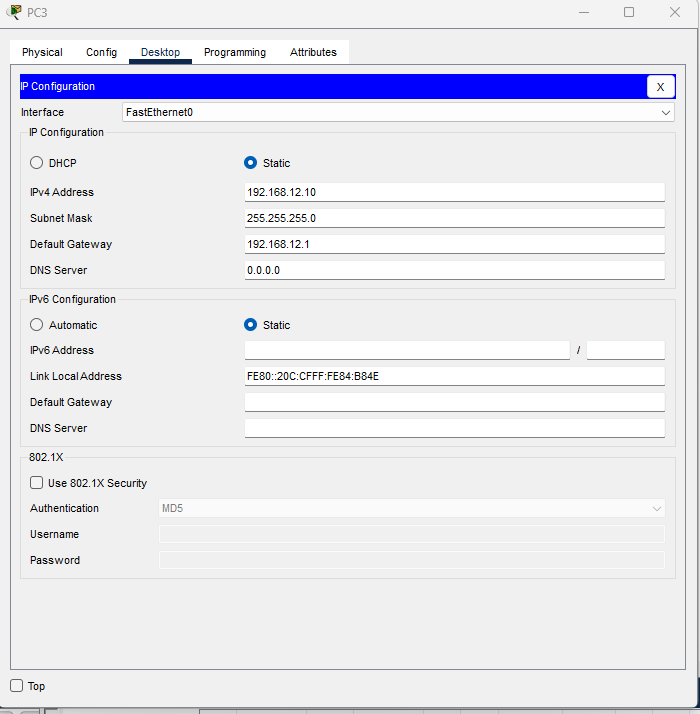 PC3
Physical Config Desktop Programming Attributes
IP Configuration X
Interface FastEthernet0
IP Configuration
DHCP Static
IPv4 Address 192.168.12.10
Subnet Mask 255.255.255.0
Default Gateway 192.168.12.1
DNS Server 0.0.0.0
IPv6 Configuration
Automatic Static
IPv6 Address /
Link Local Address FE80::20C:CFFF:FE84:B84E
Default Gateway
DNS Server
802.1X
Use 802.1X Security
Authentication MD5
Username
Password
Top